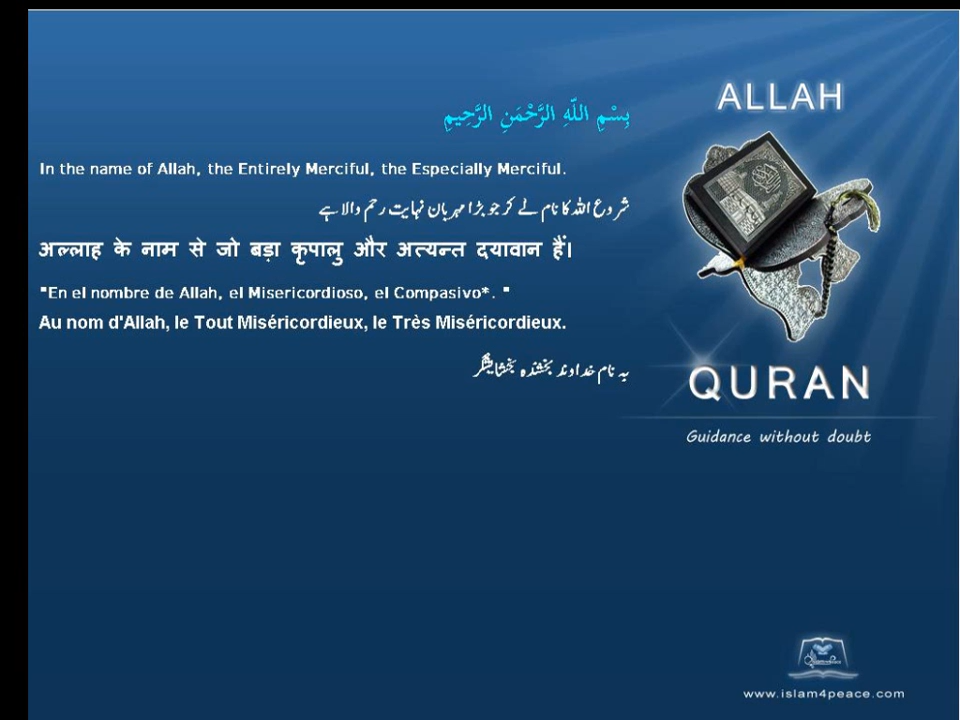 بِسْمِ اللّهِ الرَّحْمَنِ الرَّحِيمِ
In the name of Allah, the Entirely Merciful, the Especially Merciful.
شروع الله کا نام لے کر جو بڑا مہربان نہایت رحم والا ہے
अल्लाह के नाम से जो बड़ा कृपालु और अत्यन्त दयावान हैं।
"En el nombre de Allah, el Misericordioso, el Compasivo*. "
Au nom d'Allah, le Tout Miséricordieux, le Très Miséricordieux.
به نام خداوند بخشنده بخشایشگر
ALLAH
QURAN
Guidance without doubt
www.islam4peace.com